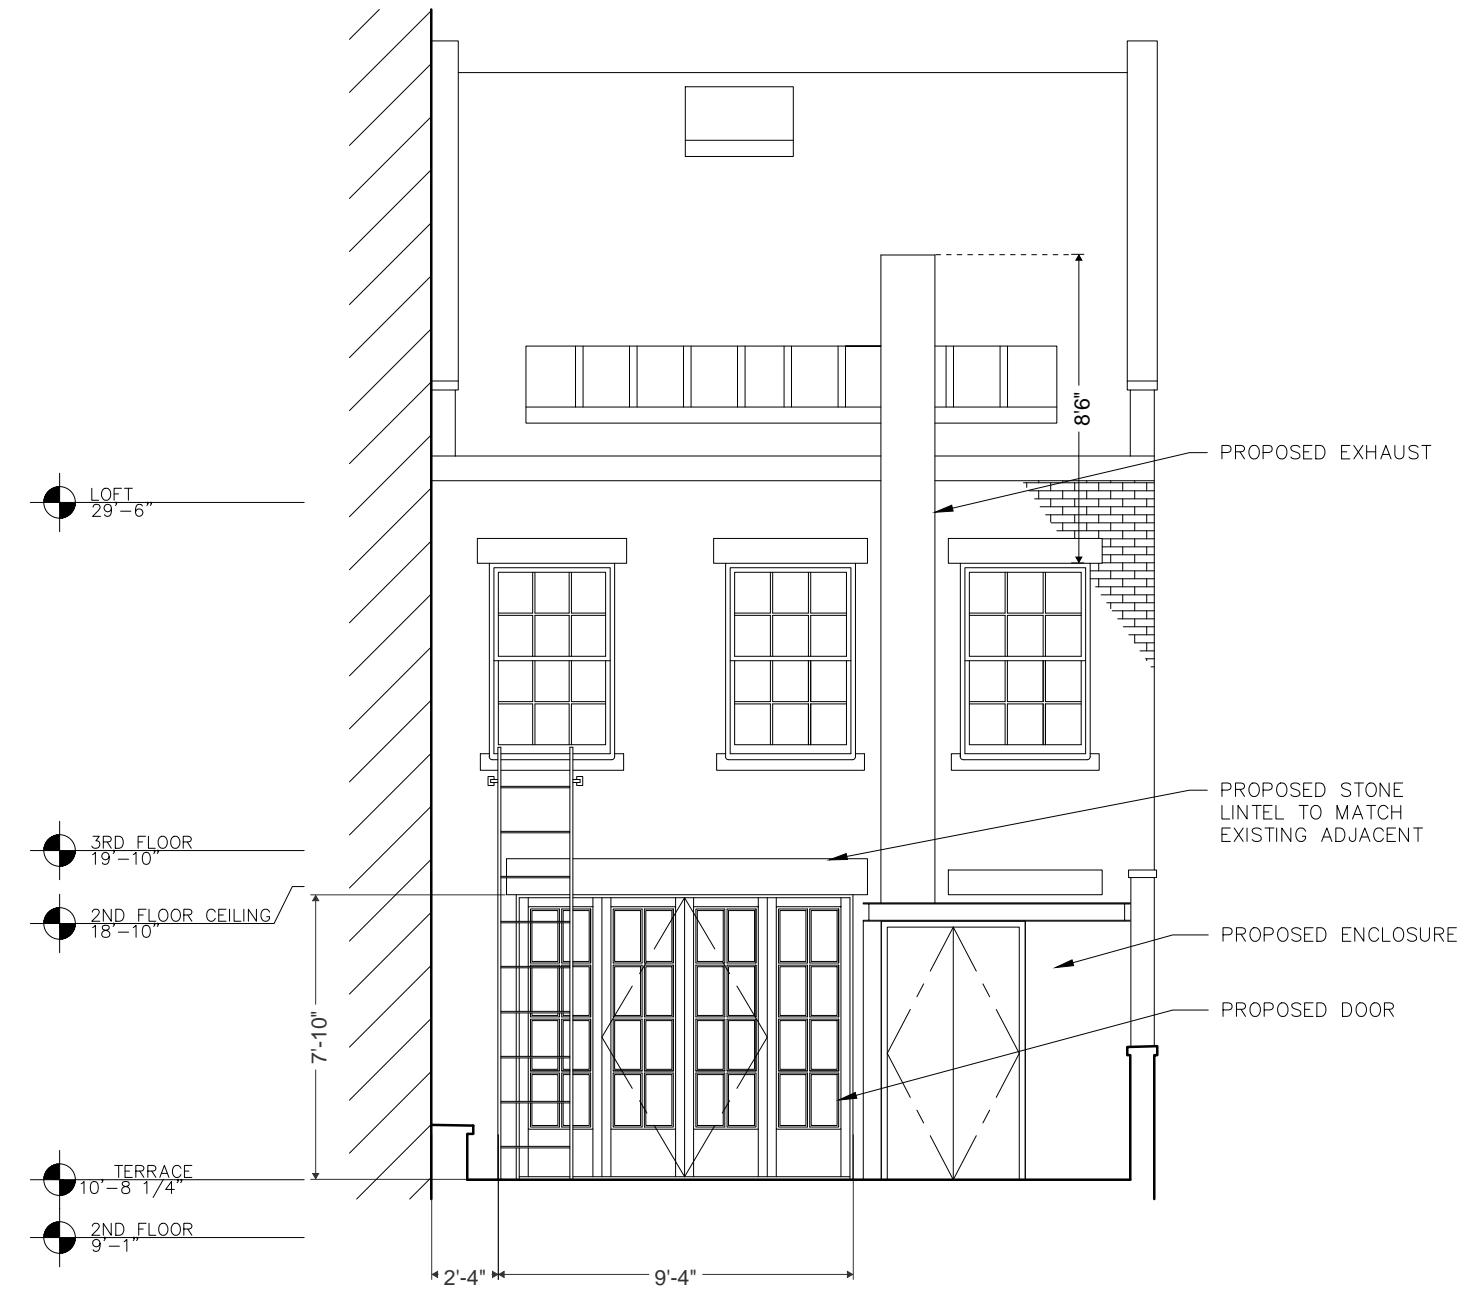 8'6"
PROPOSED EXHAUST
LOFT
29'-6"
PROPOSED STONE
LINTEL TO MATCH
EXISTING ADJACENT
3RD FLOOR
19'-10"
2ND FLOOR CEILING
18'-10"
PROPOSED ENCLOSURE
PROPOSED DOOR
7'-10"
TERRACE
10'-8 1/4"
2ND FLOOR
9'-1"
2'-4"
9'-4"